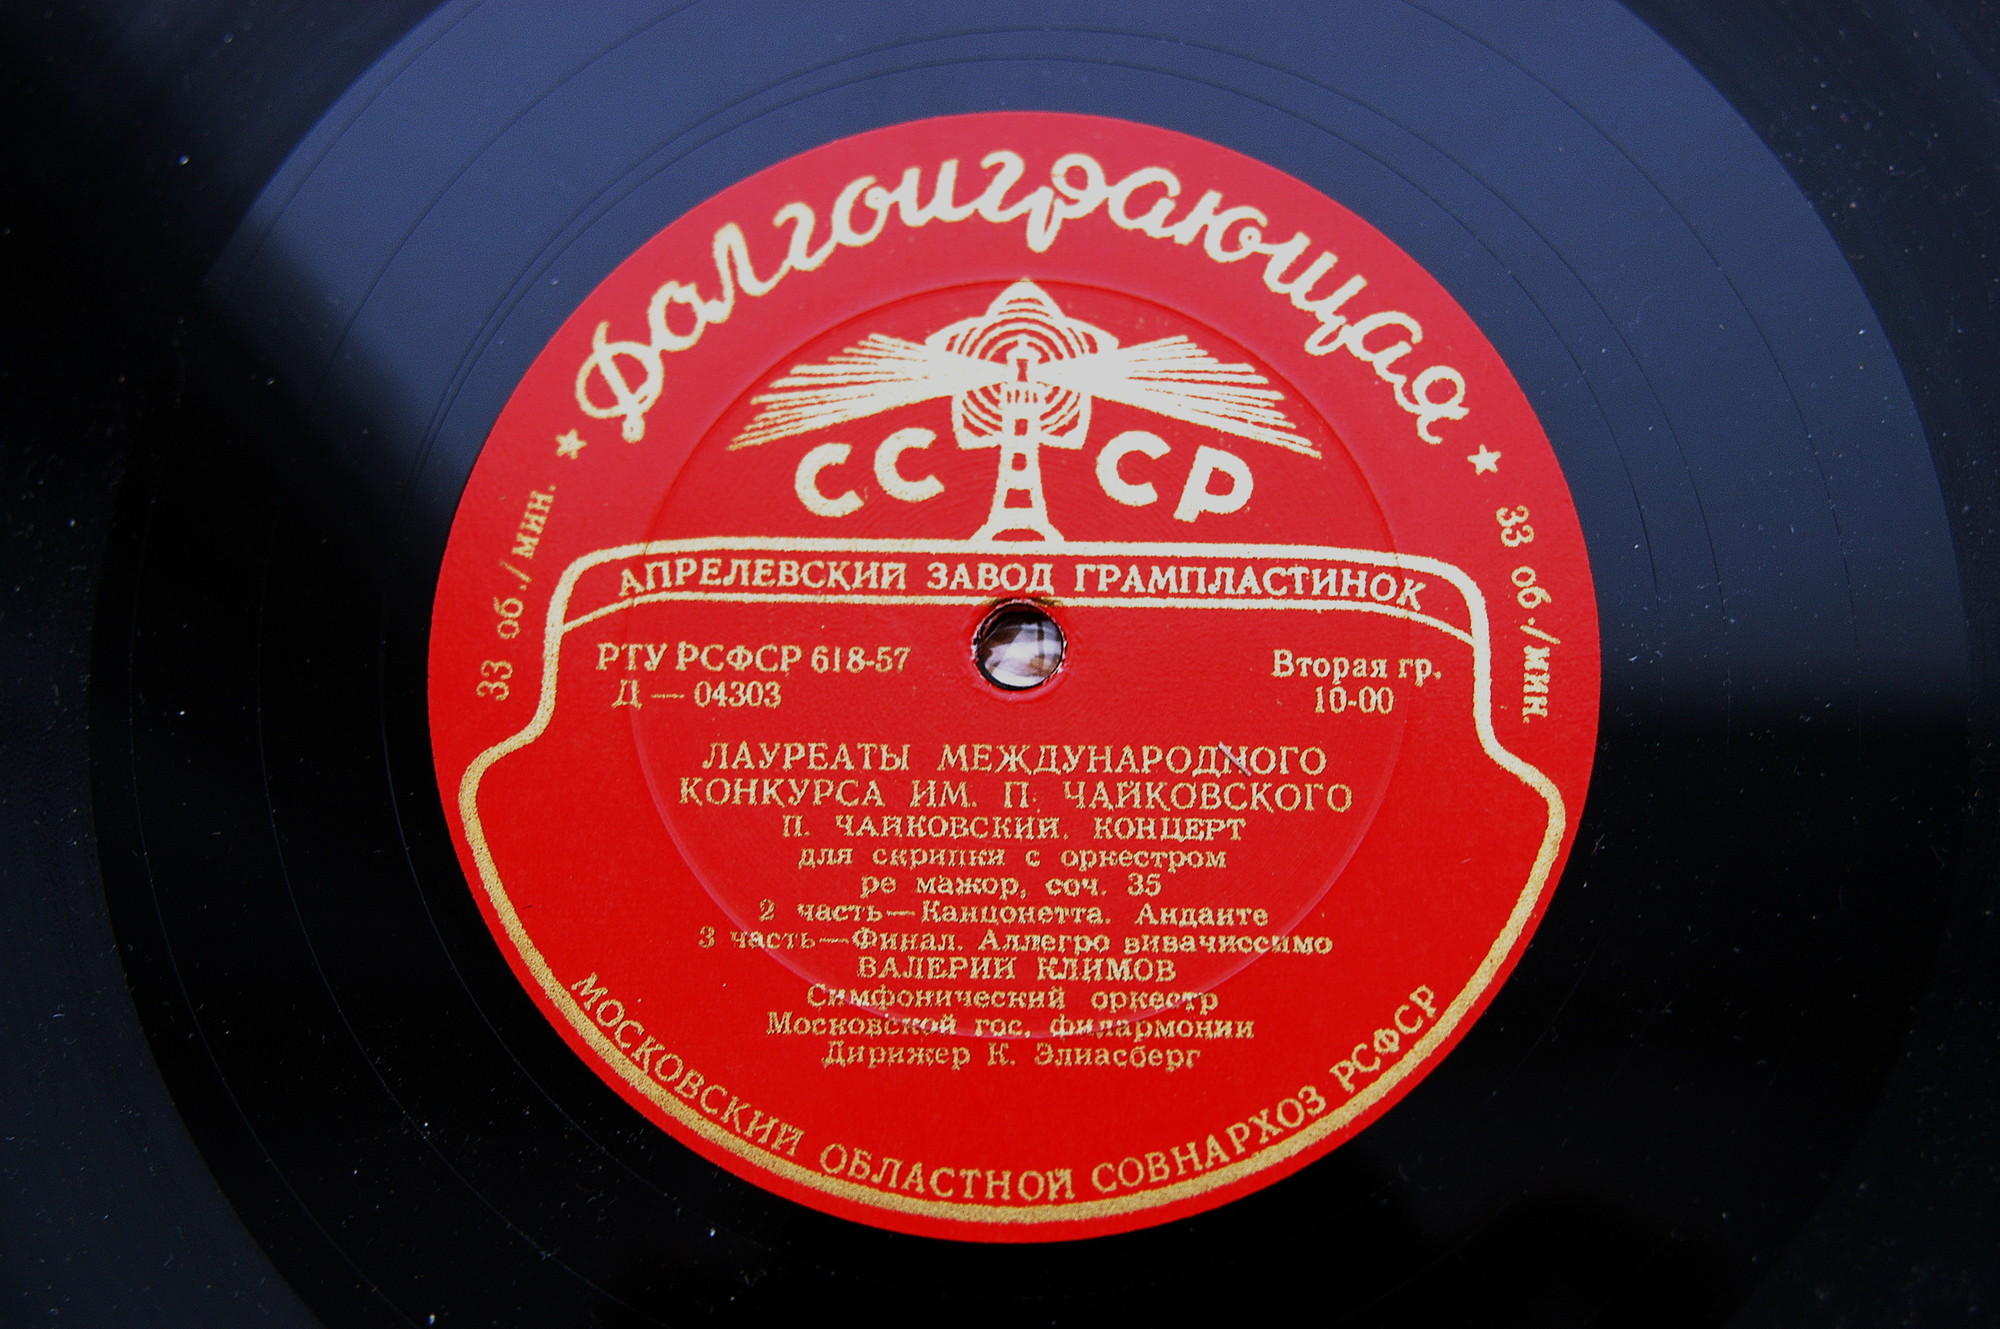 Долгоиграющая
★ 33 об./мин.
★ 33 об./мин.
СССР
АПРЕЛЕВСКИЙ ЗАВОД ГРАМПЛАСТИНОК
РТУ РСФСР 618-57
Д — 04303
Вторая гр.
10-00
ЛАУРЕАТЫ МЕЖДУНАРОДНОГО
КОНКУРСА ИМ. П. ЧАЙКОВСКОГО
П. ЧАЙКОВСКИЙ. КОНЦЕРТ
для скрипки с оркестром
ре мажор, соч. 35
2 часть — Канцонетта. Анданте
3 часть — Финал. Аллегро вивачиссимо
ВАЛЕРИЙ КЛИМОВ
Симфонический оркестр
Московской гос. филармонии
Дирижер К. Элиасберг
МОСКОВСКИЙ ОБЛАСТНОЙ СОВНАРХОЗ РСФСР